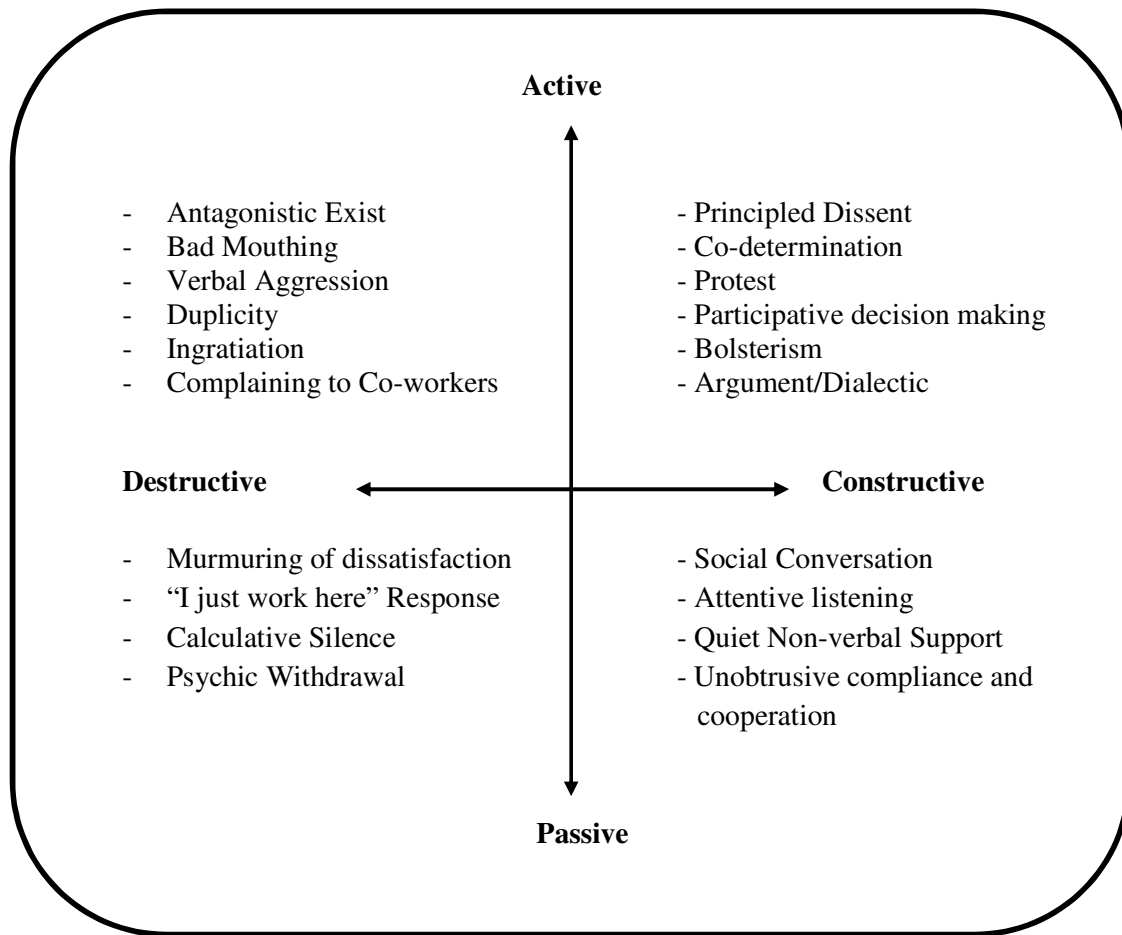 Active
- Antagonistic Exist
- Bad Mouthing
- Verbal Aggression
- Duplicity
- Ingratiation
- Complaining to Co-workers
- Principled Dissent
- Co-determination
- Protest
- Participative decision making
- Bolsterism
- Argument/Dialectic
Destructive
Constructive
- Murmuring of dissatisfaction
- “I just work here” Response
- Calculative Silence
- Psychic Withdrawal
- Social Conversation
- Attentive listening
- Quiet Non-verbal Support
- Unobtrusive compliance and
cooperation
Passive